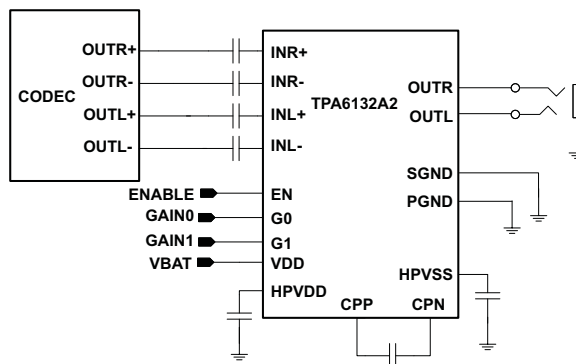 CODEC
OUTR+
OUTR-
OUTL+
OUTL-
INR+
INR-
INL+
INL-
TPA6132A2
OUTR
OUTL
SGND
PGND
ENABLE
EN
GAIN0
G0
GAIN1
G1
VBAT
VDD
HPVDD
HPVSS
CPP
CPN